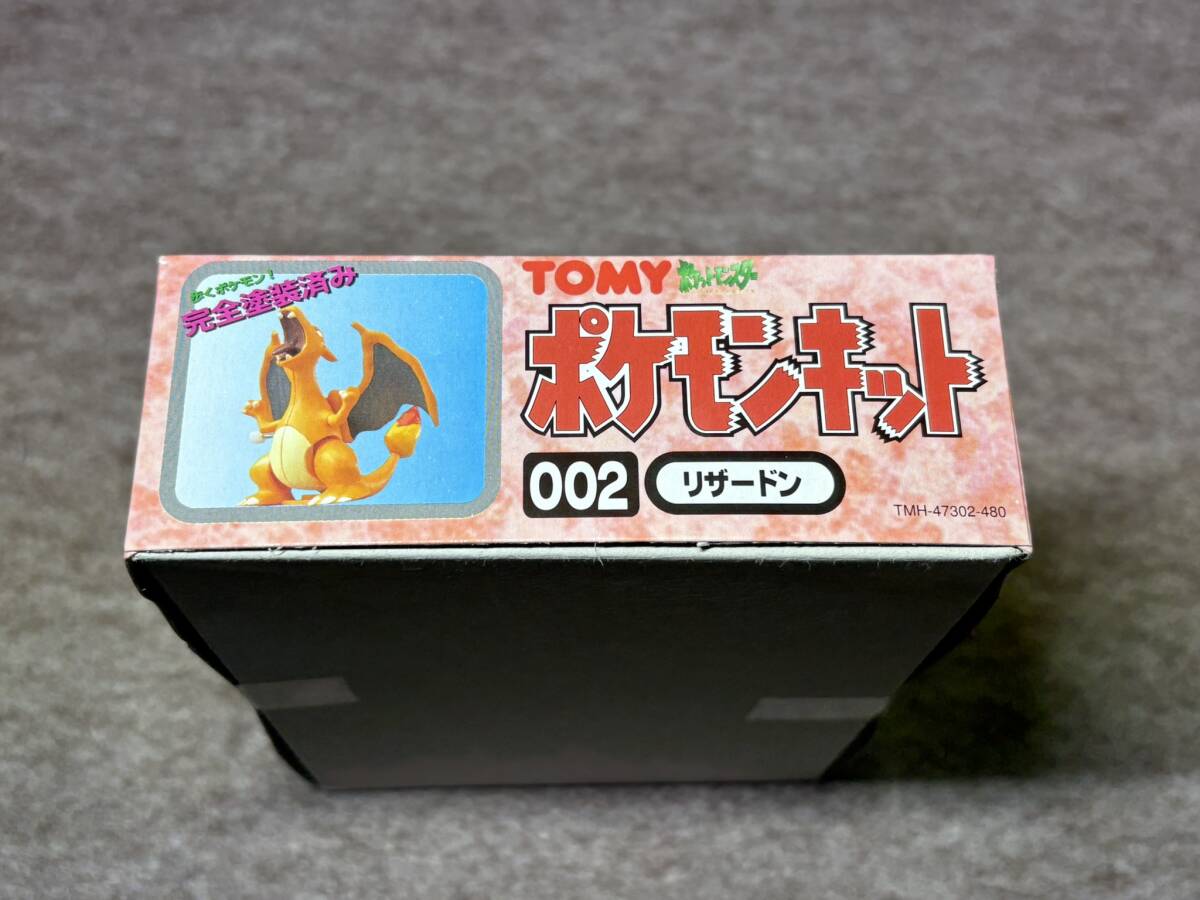 歩くポケモン!
完全塗装済み
TOMY ポケットモンスター
ポケモンキット
002 リザードン
TMH-47302-480